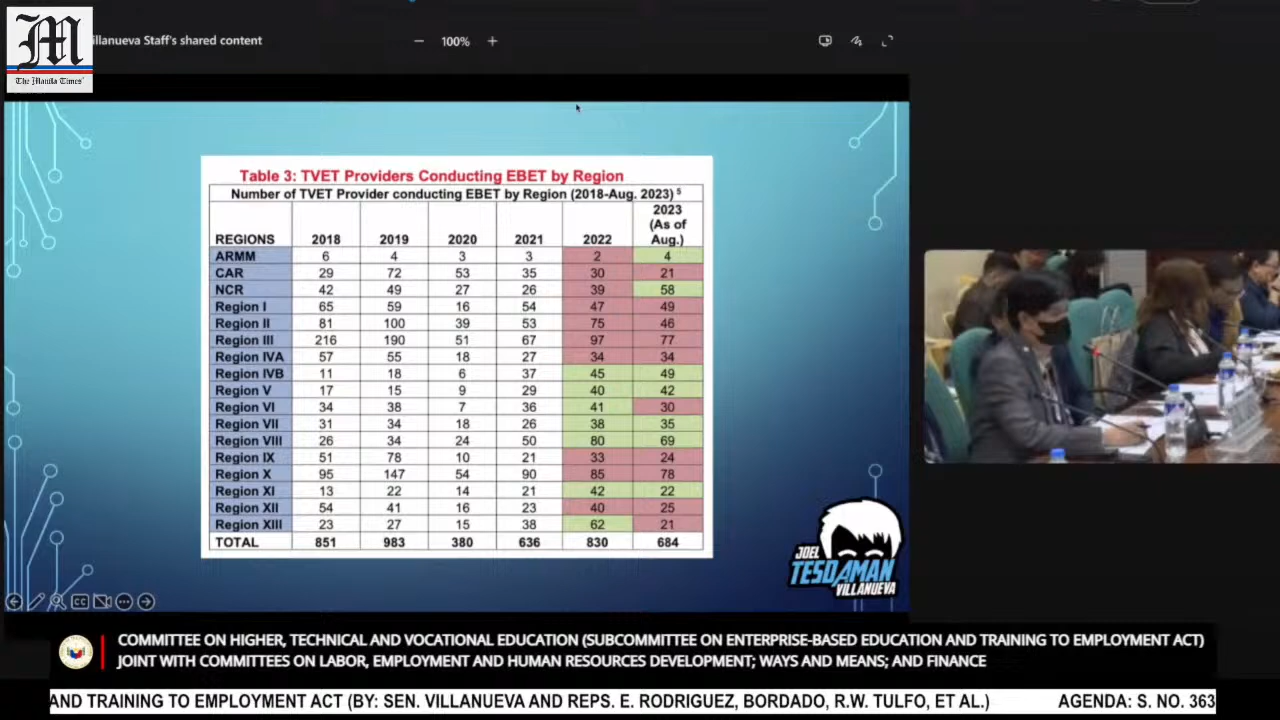 M
The Manila Times
illanueva Staff's shared content
100%
Table 3: TVET Providers Conducting EBET by Region
Number of TVET Provider conducting EBET by Region (2018-Aug. 2023) 5
REGIONS 2018 2019 2020 2021 2022 2023 (As of Aug.)
ARMM 6 4 3 3 2 4
CAR 29 72 53 35 30 21
NCR 42 49 27 26 39 58
Region I 65 59 16 54 47 49
Region II 81 100 39 53 75 46
Region III 216 190 51 67 97 77
Region IVA 57 55 18 27 34 34
Region IVB 11 18 6 37 45 49
Region V 17 15 9 29 40 42
Region VI 34 38 7 36 41 30
Region VII 31 34 18 26 38 35
Region VIII 26 34 24 50 80 69
Region IX 51 78 10 21 33 24
Region X 95 147 54 90 85 78
Region XI 13 22 14 21 42 22
Region XII 54 41 16 23 40 25
Region XIII 23 27 15 38 62 21
TOTAL 851 983 380 636 830 684
JOEL
TESDAMAN
VILLANUEVA
CC
COMMITTEE ON HIGHER, TECHNICAL AND VOCATIONAL EDUCATION (SUBCOMMITTEE ON ENTERPRISE-BASED EDUCATION AND TRAINING TO EMPLOYMENT ACT)
JOINT WITH COMMITTEES ON LABOR, EMPLOYMENT AND HUMAN RESOURCES DEVELOPMENT; WAYS AND MEANS; AND FINANCE
AND TRAINING TO EMPLOYMENT ACT (BY: SEN. VILLANUEVA AND REPS. E. RODRIGUEZ, BORDADO, R.W. TULFO, ET AL.) AGENDA: S. NO. 363